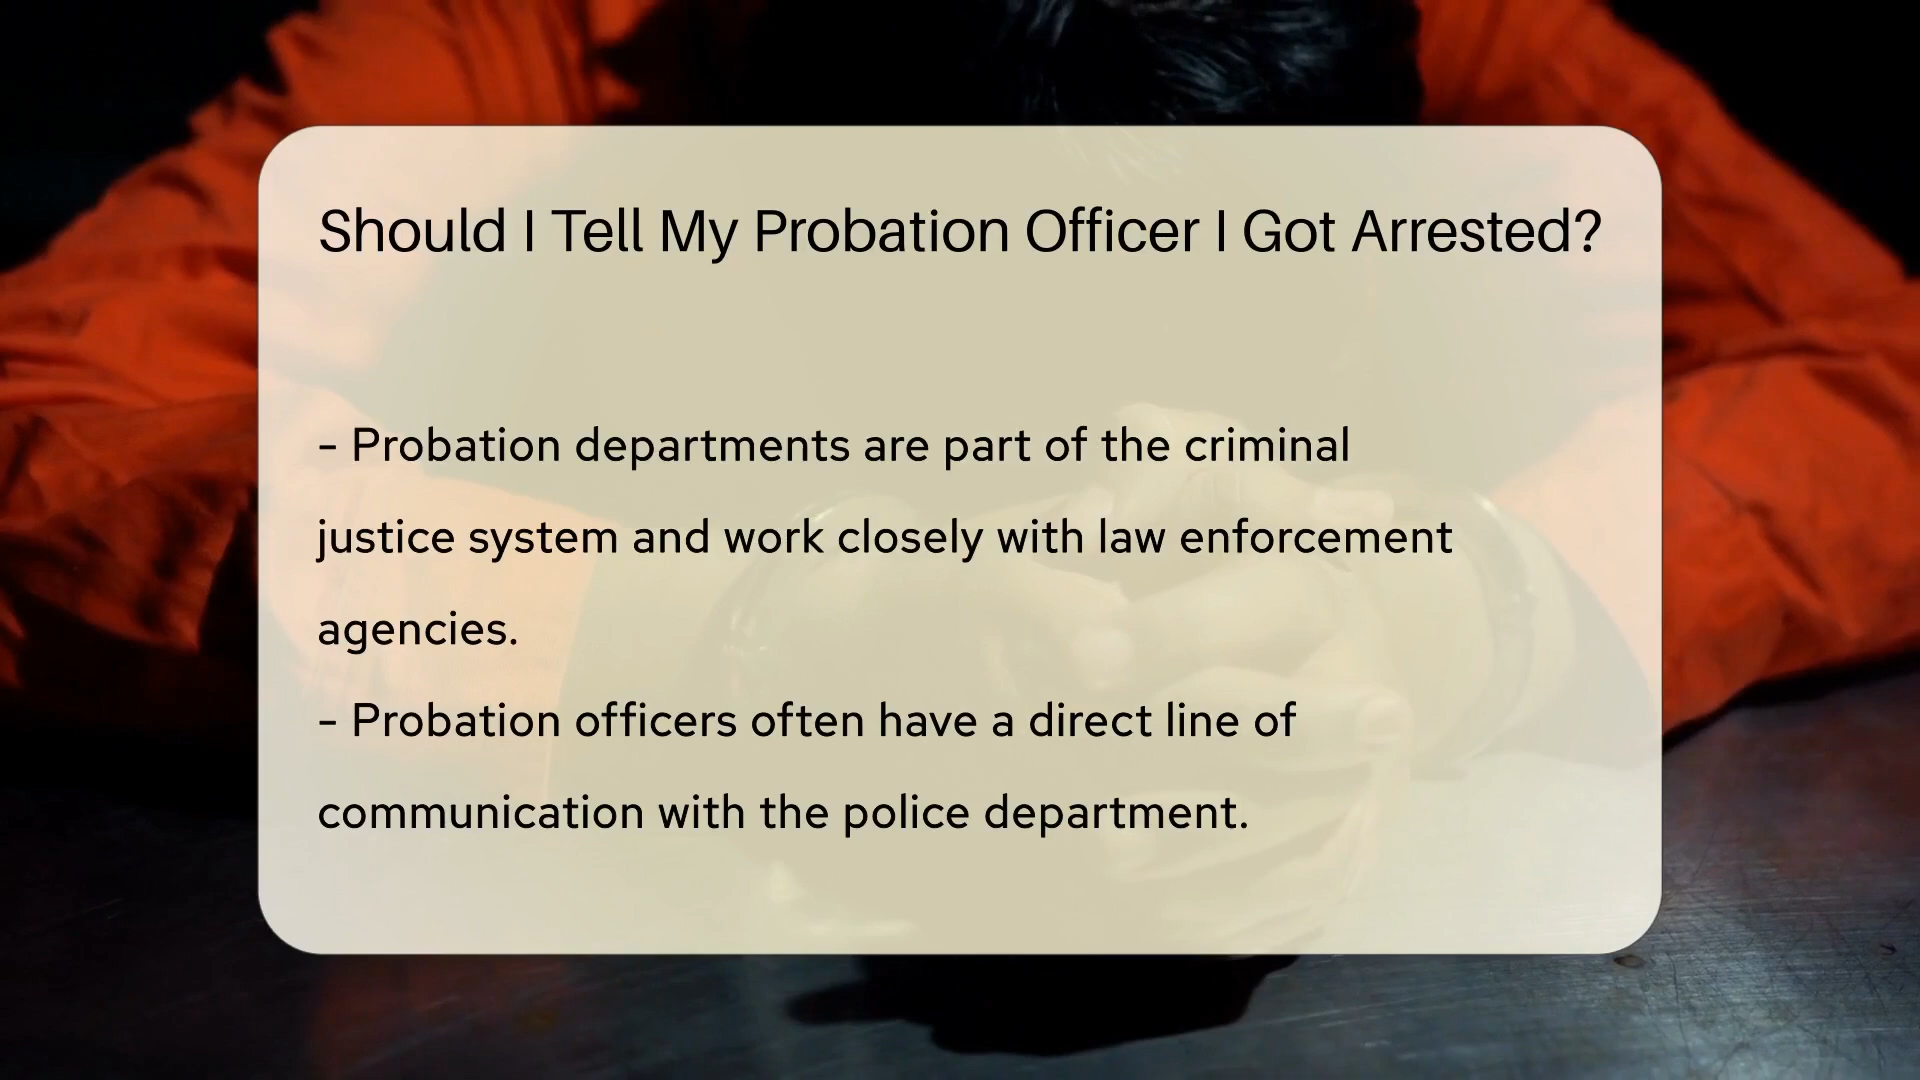 Should I Tell My Probation Officer I Got Arrested?
- Probation departments are part of the criminal
justice system and work closely with law enforcement
agencies.
- Probation officers often have a direct line of
communication with the police department.